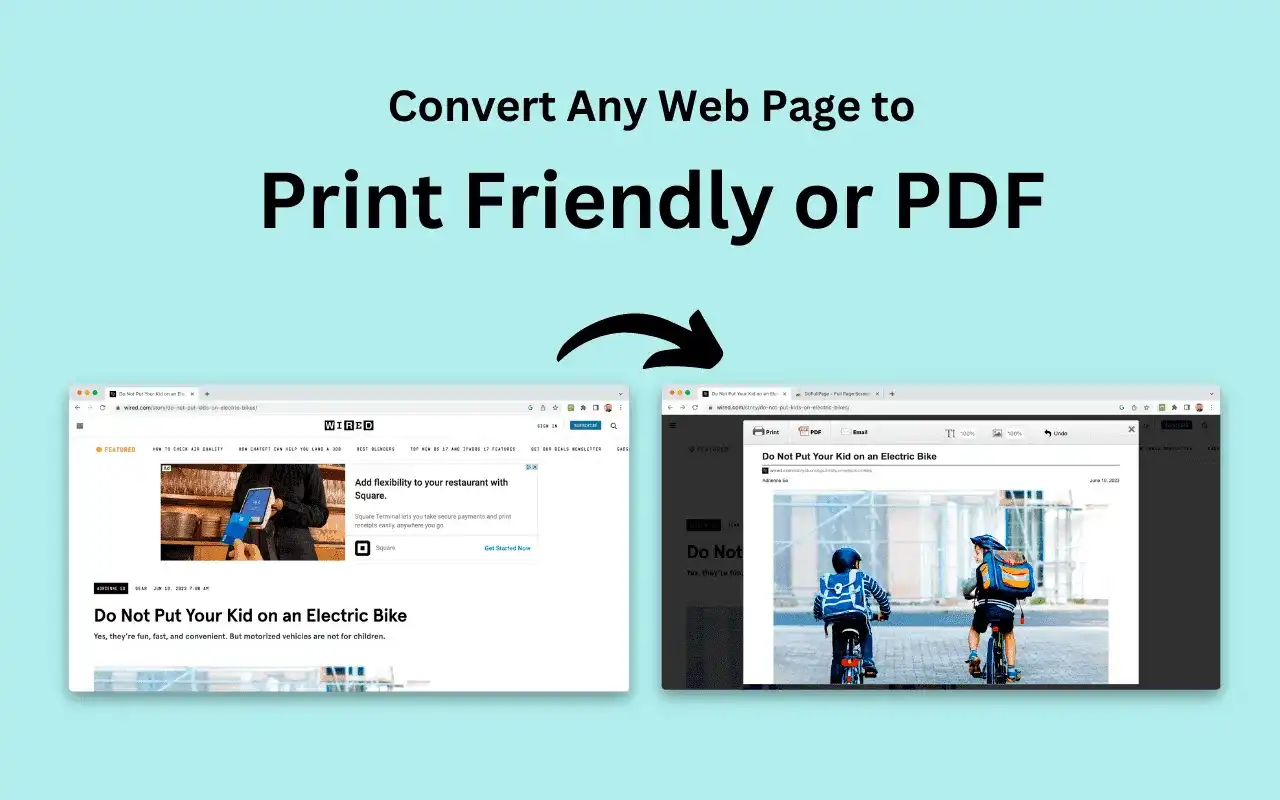 Convert Any Web Page to
Print Friendly or PDF
Do Not Put Your Kid on an Elec
wired.com/story/do-not-put-kids-on-electric-bikes/
WIRED
SIGN IN
SUBSCRIBE
FEATURED
HOW TO CHECK AIR QUALITY
HOW CHATGPT CAN HELP YOU LAND A JOB
BEST BLENDERS
TOP NEW OS 17 AND IPADOS 17 FEATURES
GET OUR DEALS NEWSLETTER
Ad
Add flexibility to your restaurant with
Square.
Square Terminal lets you take secure payments and print
receipts easily, anywhere you go.
Square
Get Started Now
ADRIENNE SO
GEAR
JUN 10, 2023 7:00 AM
Do Not Put Your Kid on an Electric Bike
Yes, they're fun, fast, and convenient. But motorized vehicles are not for children.
Do Not Put Your Kid on an Ele
GoFullPage - Full Page Screen
wired.com/story/do-not-put-kids-on-electric-bikes/
Print
PDF
Email
100%
100%
Undo
Do Not Put Your Kid on an Electric Bike
Adrienne So
June 10, 2023
Do Not
Yes, they're fun